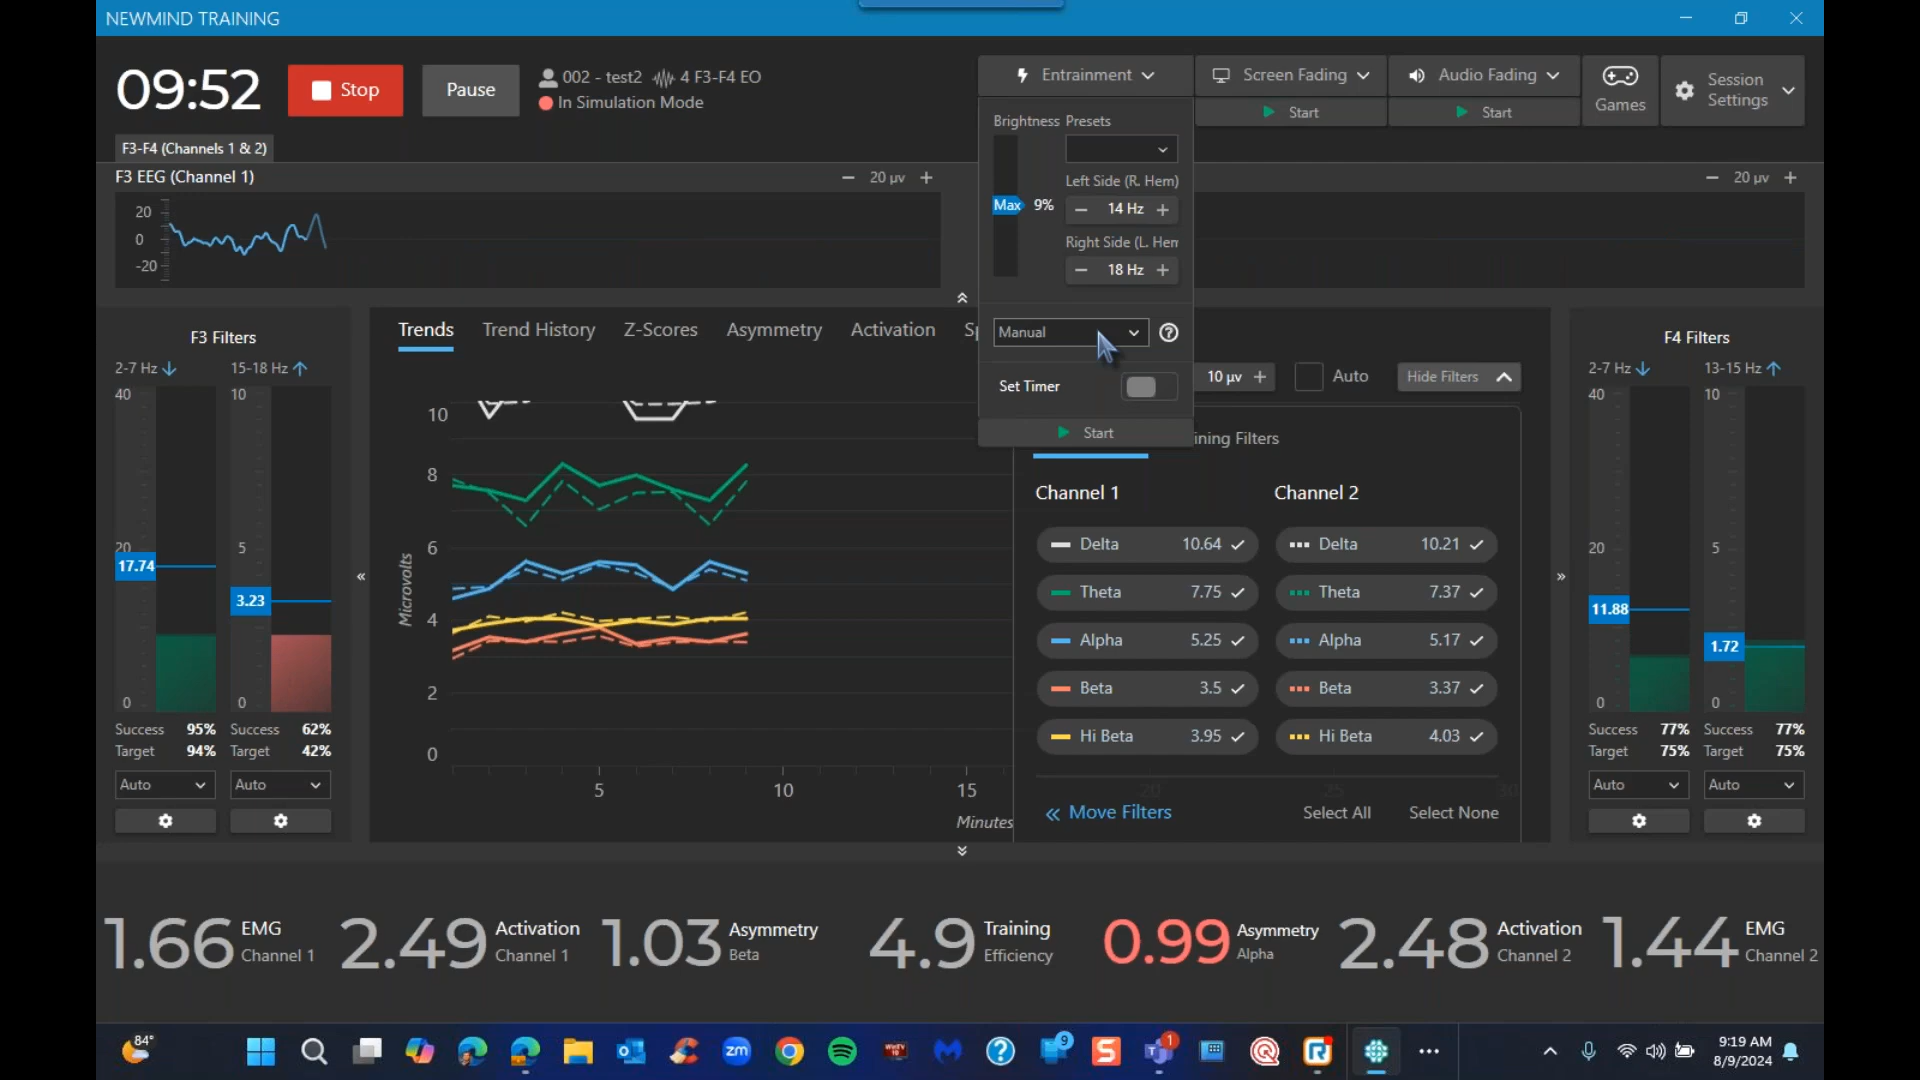 NEWMIND TRAINING
09:52
Stop
Pause
002 - test2 4 F3-F4 EO
In Simulation Mode
Entrainment
Screen Fading
Start
Audio Fading
Start
Games
Session
Settings
F3-F4 (Channels 1 & 2)
F3 EEG (Channel 1)
20 µv
20
0
-20
20 µv
Brightness Presets
Max 9%
Left Side (R. Hem)
14 Hz
Right Side (L. Hem
18 Hz
Manual
Set Timer
Start
F3 Filters
2-7 Hz 15-18 Hz
40 10
20 5
17.74
3.23
0 0
Success 95% Success 62%
Target 94% Target 42%
Auto Auto
Trends Trend History Z-Scores Asymmetry Activation Sp
10 µv
Auto
Hide Filters
ining Filters
10
8
6
4
2
0
Microvolts
5 10 15 20 25 30
Minutes
Channel 1 Channel 2
Delta 10.64 Delta 10.21
Theta 7.75 Theta 7.37
Alpha 5.25 Alpha 5.17
Beta 3.5 Beta 3.37
Hi Beta 3.95 Hi Beta 4.03
Move Filters Select All Select None
F4 Filters
2-7 Hz 13-15 Hz
40 10
20 5
11.88
1.72
0 0
Success 77% Success 77%
Target 75% Target 75%
Auto Auto
1.66 EMG Channel 1
2.49 Activation Channel 1
1.03 Asymmetry Beta
4.9 Training Efficiency
0.99 Asymmetry Alpha
2.48 Activation Channel 2
1.44 EMG Channel 2
84°
zm
9
1
9:19 AM
8/9/2024